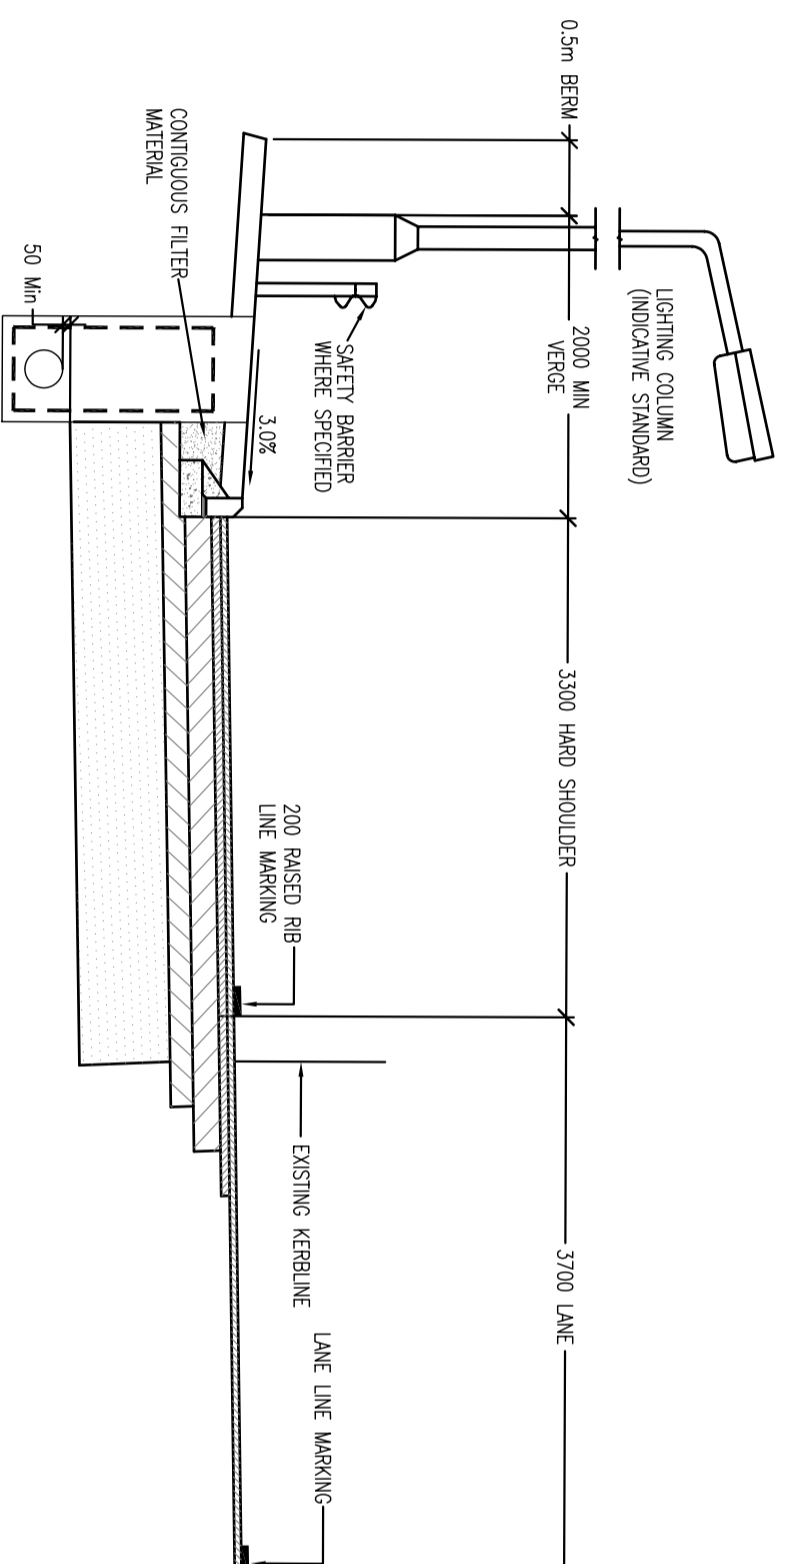 LIGHTING COLUMN
(INDICATIVE STANDARD)
0.5m BERM
2000 MIN
VERGE
3300 HARD SHOULDER
3700 LANE
SAFETY BARRIER
WHERE SPECIFIED
3.0%
200 RAISED RIB
LINE MARKING
EXISTING KERBLINE
LANE LINE MARKING
CONTIGUOUS FILTER
MATERIAL
50 Min